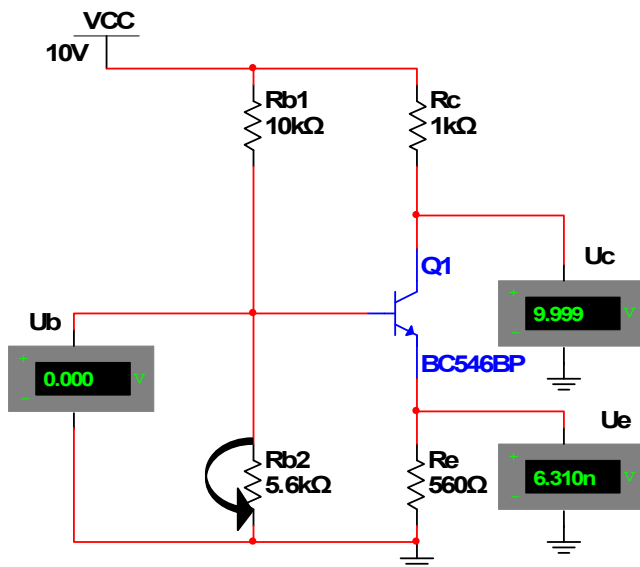 VCC
10V
Rb1
10kΩ
Rc
1kΩ
Q1
Uc
+
9.999 V
−
Ub
+
0.000 V
−
BC546BP
Ue
Rb2
5.6kΩ
Re
560Ω
+
6.310n V
−